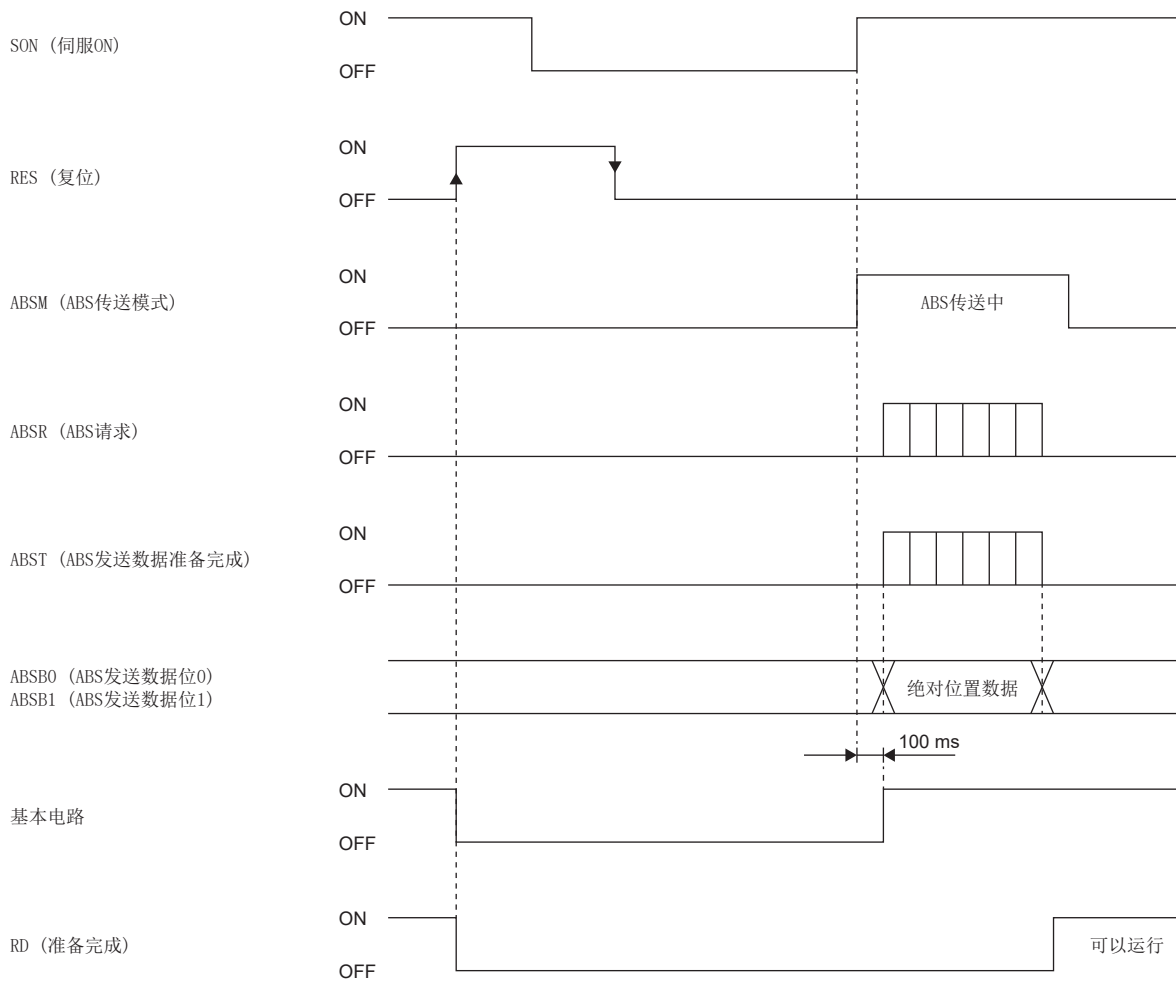 ON
SON (伺服ON)
OFF
ON
RES (复位)
OFF
ON
ABSM (ABS传送模式)
ABS传送中
OFF
ON
ABSR (ABS请求)
OFF
ON
ABST (ABS发送数据准备完成)
OFF
ABSB0 (ABS发送数据位0)
ABSB1 (ABS发送数据位1)
绝对位置数据
100 ms
ON
基本电路
OFF
ON
RD (准备完成)
可以运行
OFF